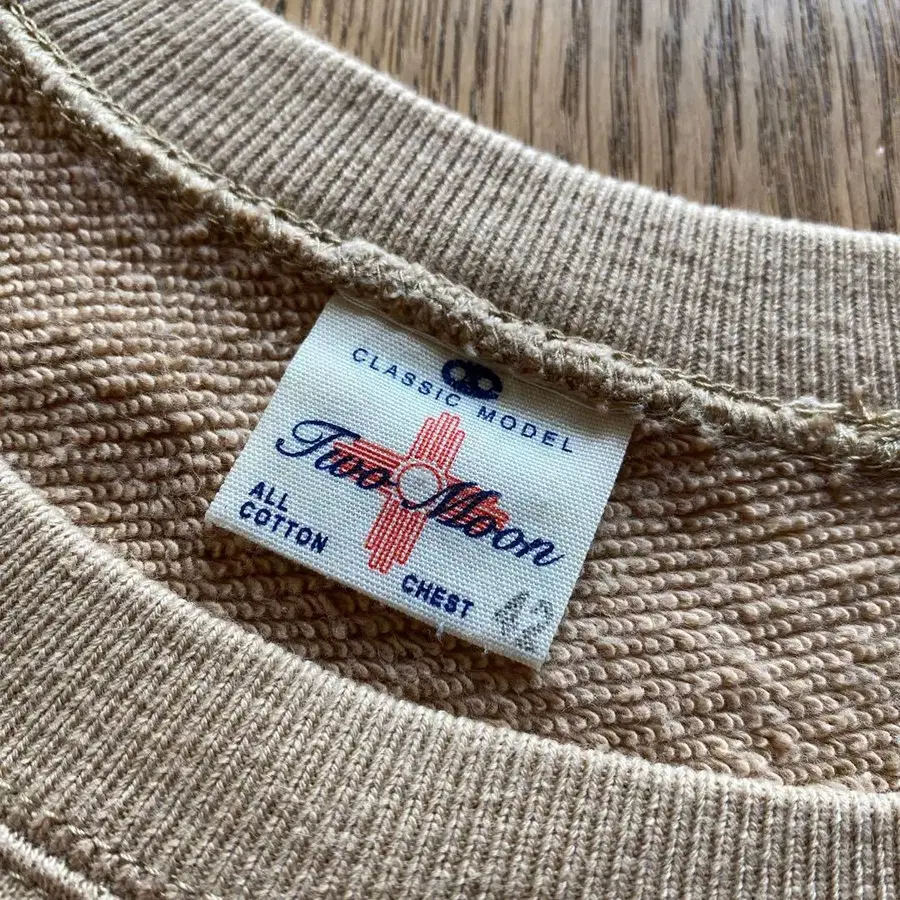 CLASSIC MODEL
Two Moon
ALL
COTTON
CHEST 42